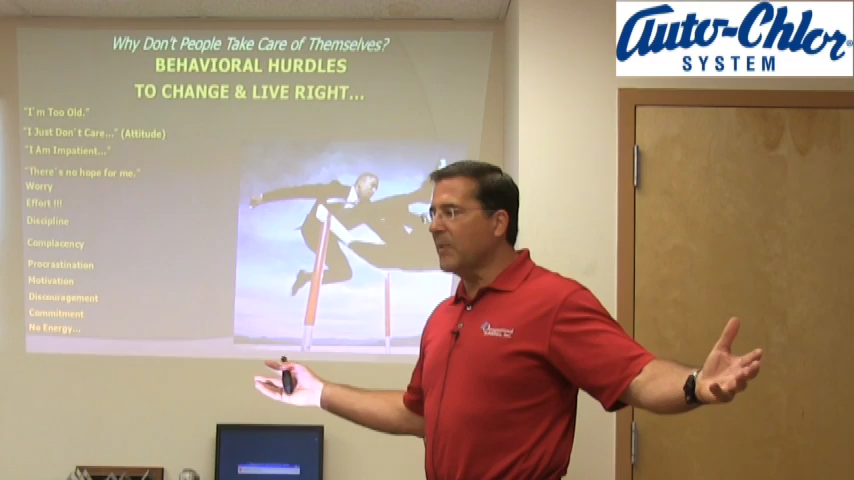 Why Don't People Take Care of Themselves?
BEHAVIORAL HURDLES
TO CHANGE & LIVE RIGHT...
"I'm Too Old."
"I Just Don't Care..." (Attitude)
"I Am Impatient..."
"There's no hope for me."
Worry
Effort !!!
Discipline
Complacency
Procrastination
Motivation
Discouragement
Commitment
No Energy...
Auto-Chlor®
SYSTEM